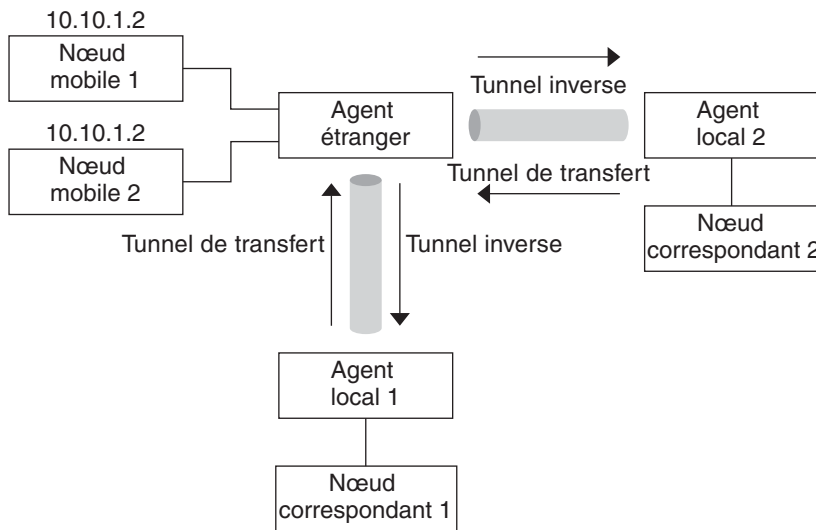 10.10.1.2
Nœud
mobile 1
10.10.1.2
Nœud
mobile 2
Agent
étranger
Tunnel inverse
Tunnel de transfert
Agent
local 2
Nœud
correspondant 2
Tunnel de transfert
Tunnel inverse
Agent
local 1
Nœud
correspondant 1